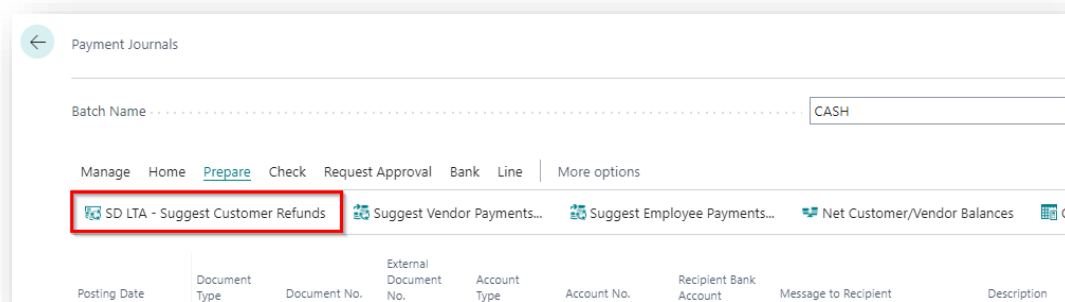 Payment Journals
Batch Name
CASH
Manage Home Prepare Check Request Approval Bank Line More options
SD LTA - Suggest Customer Refunds Suggest Vendor Payments... Suggest Employee Payments... Net Customer/Vendor Balances
Posting Date Document Type Document No. External Document No. Account Type Account No. Recipient Bank Account Message to Recipient Description